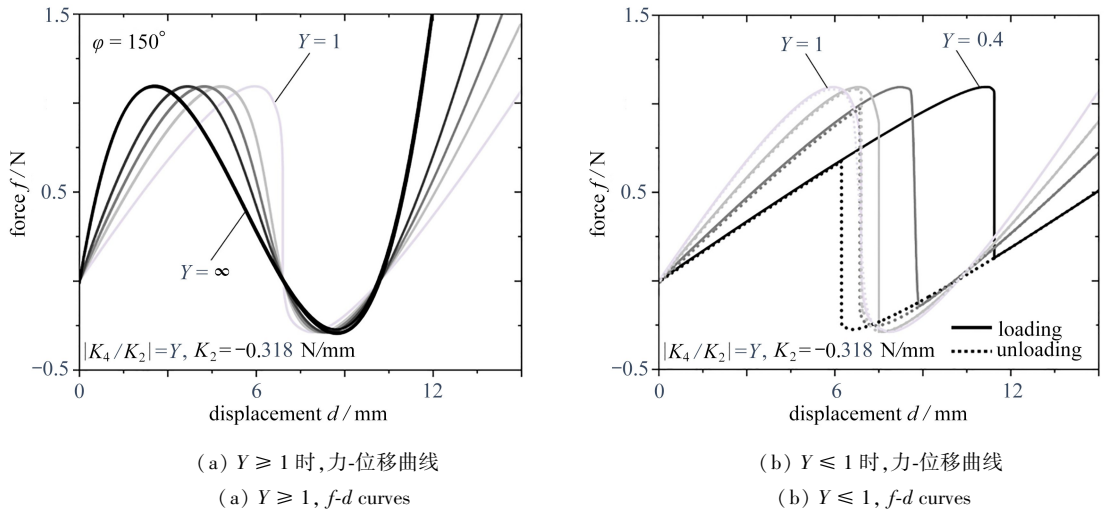 1.5
0.5
−0.5
0
6
12
force f / N
displacement d / mm
φ = 150°
Y = 1
Y = ∞
|K₄ /K₂|=Y, K₂=−0.318 N/mm
(a) Y ≥ 1 时,力-位移曲线
(a) Y ≥ 1, f-d curves
1.5
0.5
−0.5
0
6
12
force f / N
displacement d / mm
Y = 1
Y = 0.4
loading
unloading
|K₄ /K₂|=Y, K₂=−0.318 N/mm
(b) Y ≤ 1 时,力-位移曲线
(b) Y ≤ 1, f-d curves